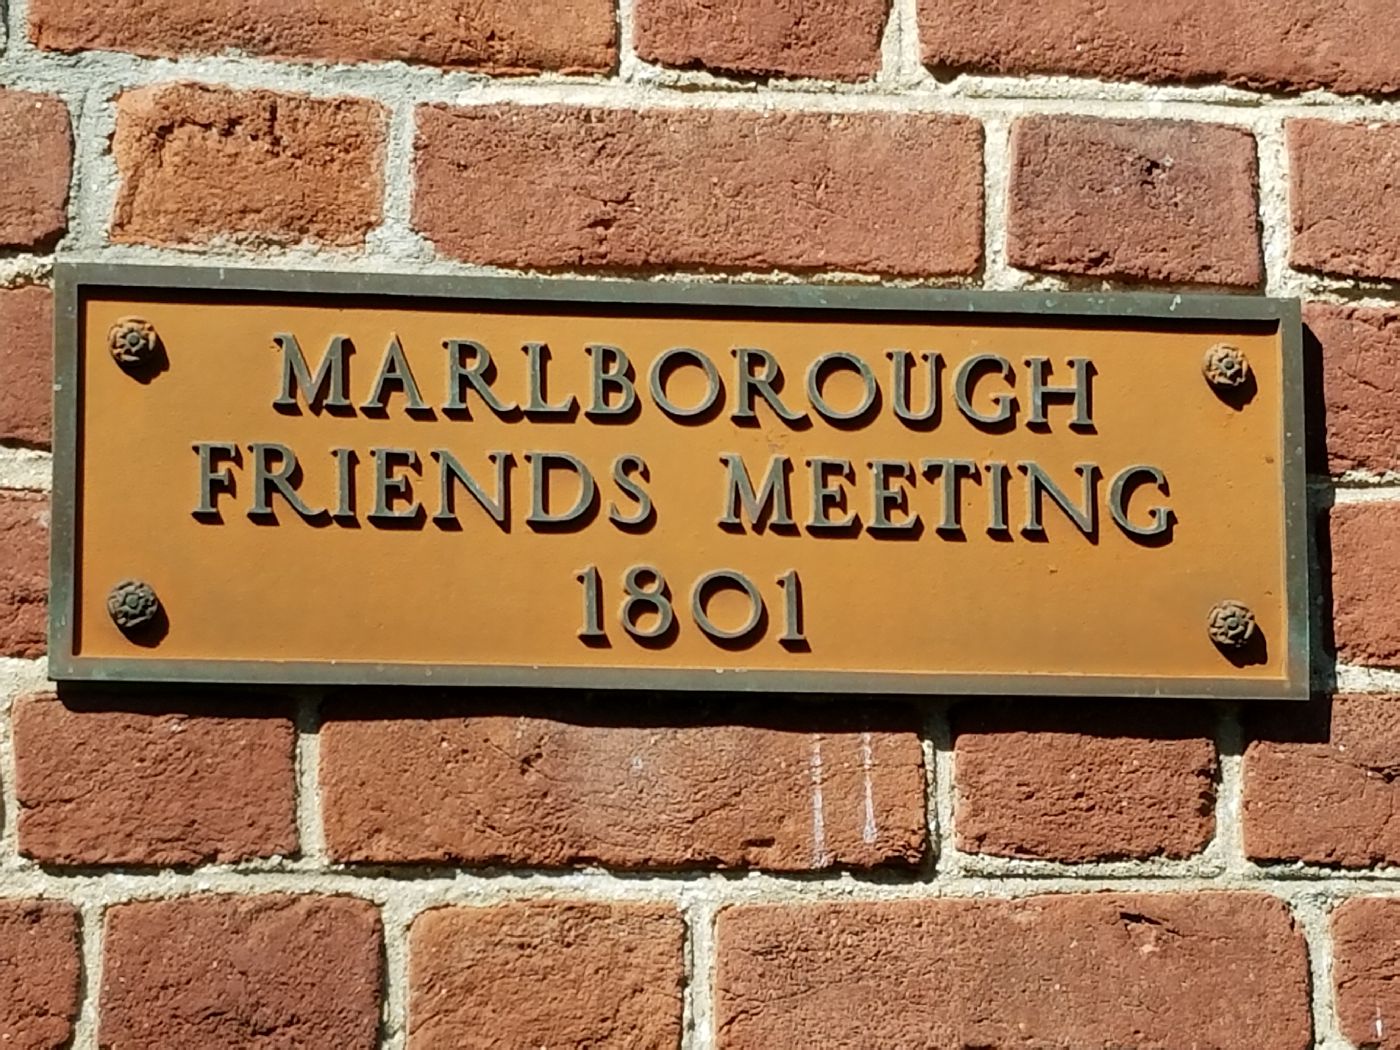 MARLBOROUGH
FRIENDS MEETING
1801